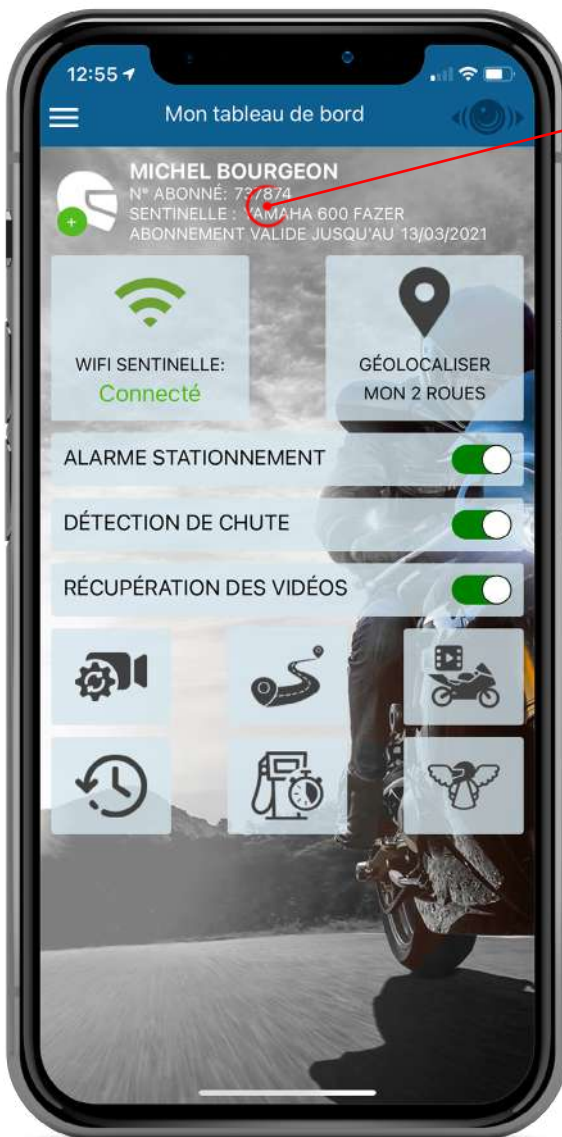 12:55
Mon tableau de bord
MICHEL BOURGEON
N° ABONNÉ: 737874
SENTINELLE : YAMAHA 600 FAZER
ABONNEMENT VALIDE JUSQU'AU 13/03/2021
WIFI SENTINELLE:
Connecté
GÉOLOCALISER
MON 2 ROUES
ALARME STATIONNEMENT
DÉTECTION DE CHUTE
RÉCUPÉRATION DES VIDÉOS